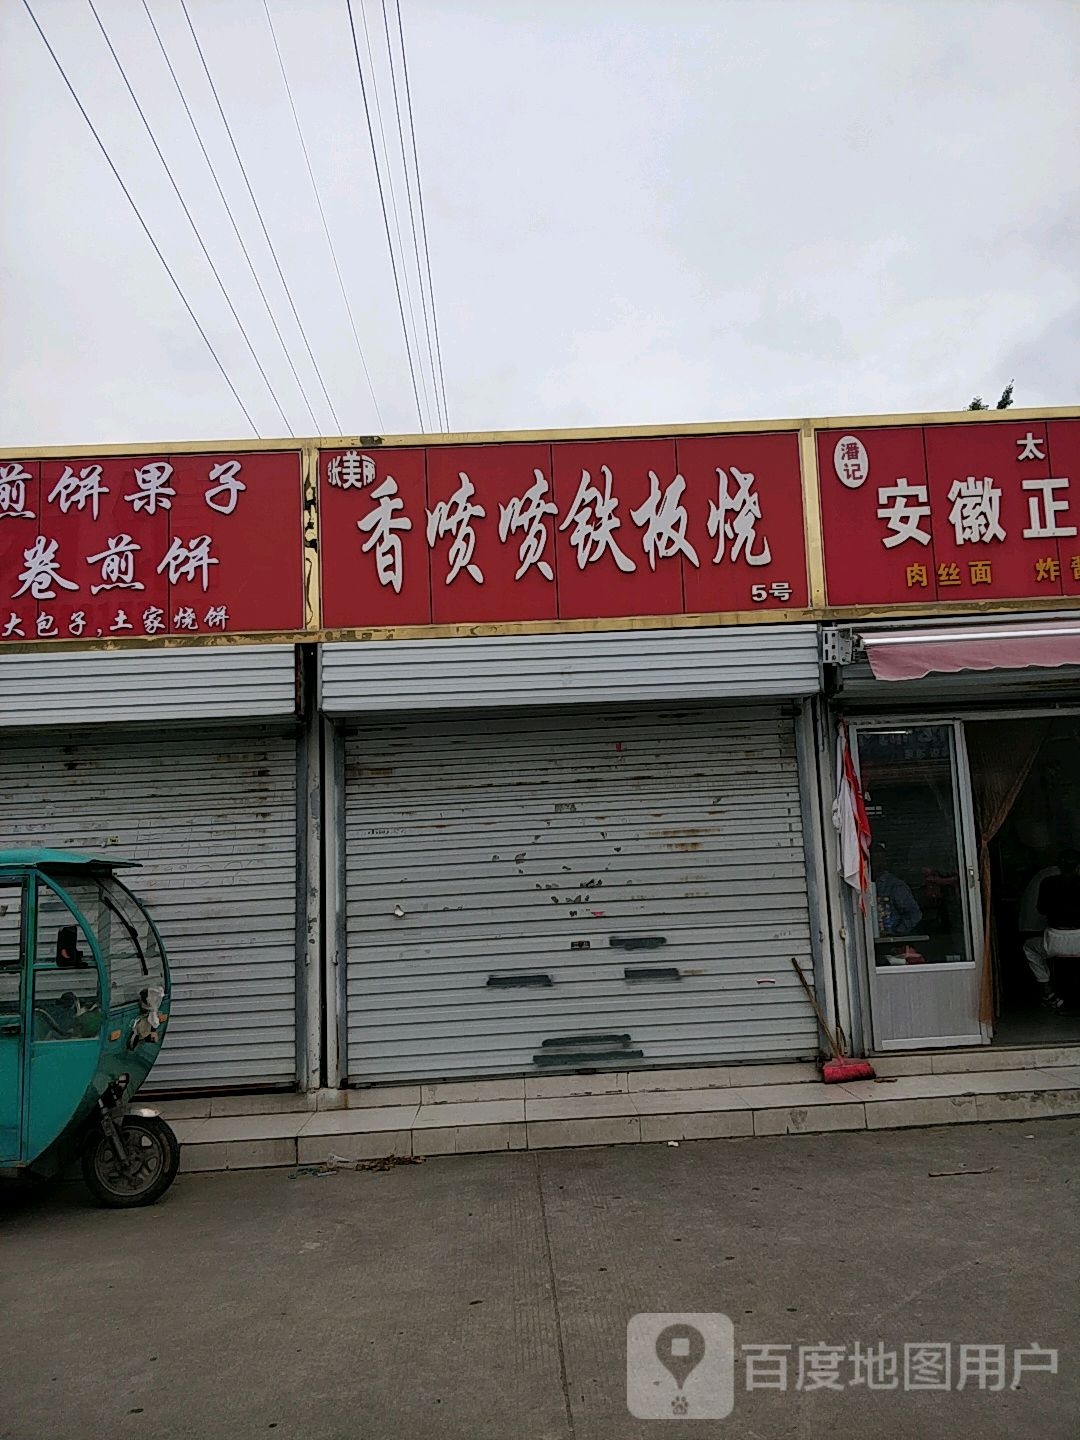 煎饼果子
卷煎饼
大包子,土家烧饼
张美丽
香喷喷铁板烧
5号
潘记
太
安徽正
肉丝面 炸酱
百度地图用户